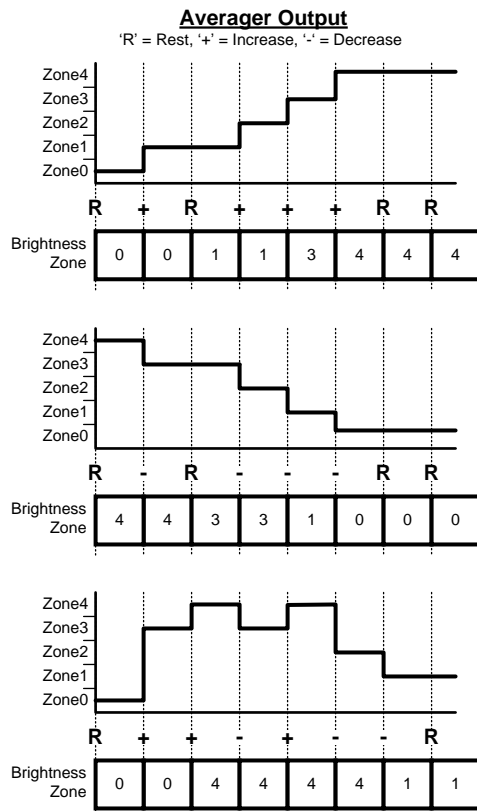 Averager Output
‘R’ = Rest, ‘+’ = Increase, ‘-‘ = Decrease
Zone4
Zone3
Zone2
Zone1
Zone0
R + R + + + R R
Brightness
Zone
0 0 1 1 3 4 4 4
Zone4
Zone3
Zone2
Zone1
Zone0
R - R - - - R R
Brightness
Zone
4 4 3 3 1 0 0 0
Zone4
Zone3
Zone2
Zone1
Zone0
R + + - + - - R
Brightness
Zone
0 0 4 4 4 4 1 1